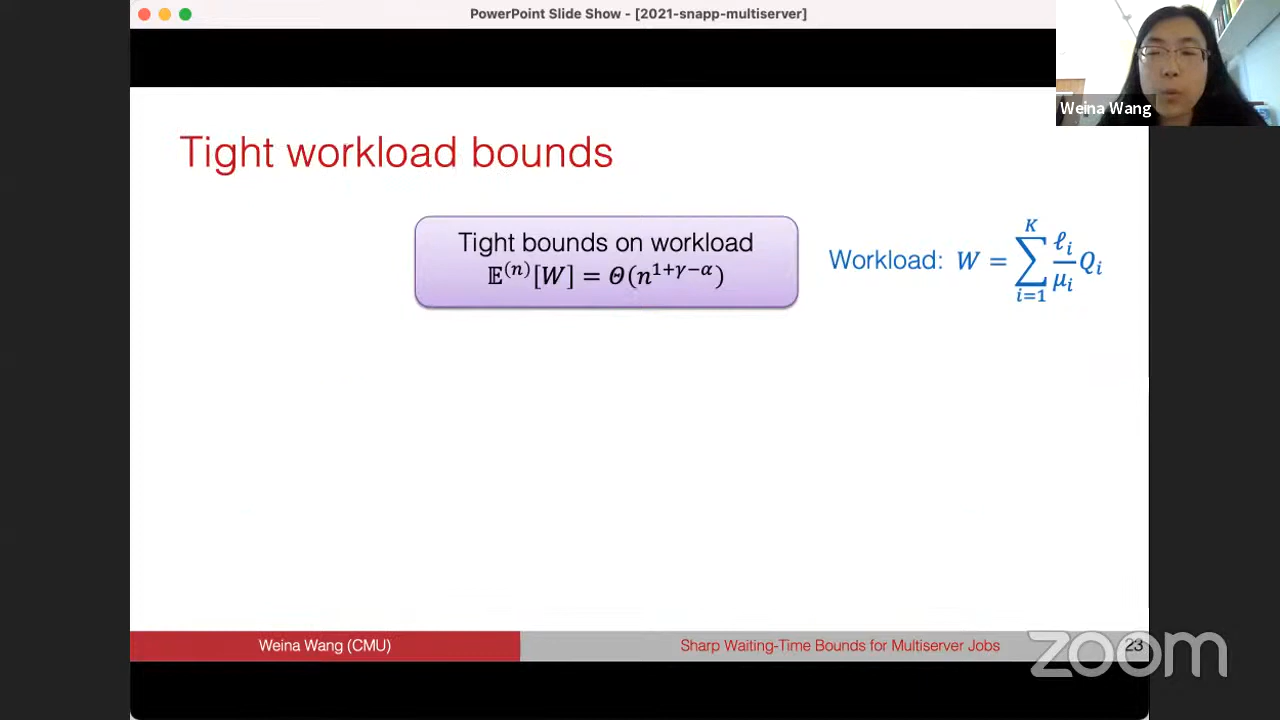 PowerPoint Slide Show - [2021-snapp-multiserver]
Weina Wang
Tight workload bounds
Tight bounds on workload
𝔼⁽ⁿ⁾[W] = Θ(n^{1+γ−α})
Workload: W = ∑_{i=1}^{K} ℓ_i/μ_i Q_i
Weina Wang (CMU)
Sharp Waiting-Time Bounds for Multiserver Jobs
23
zoom